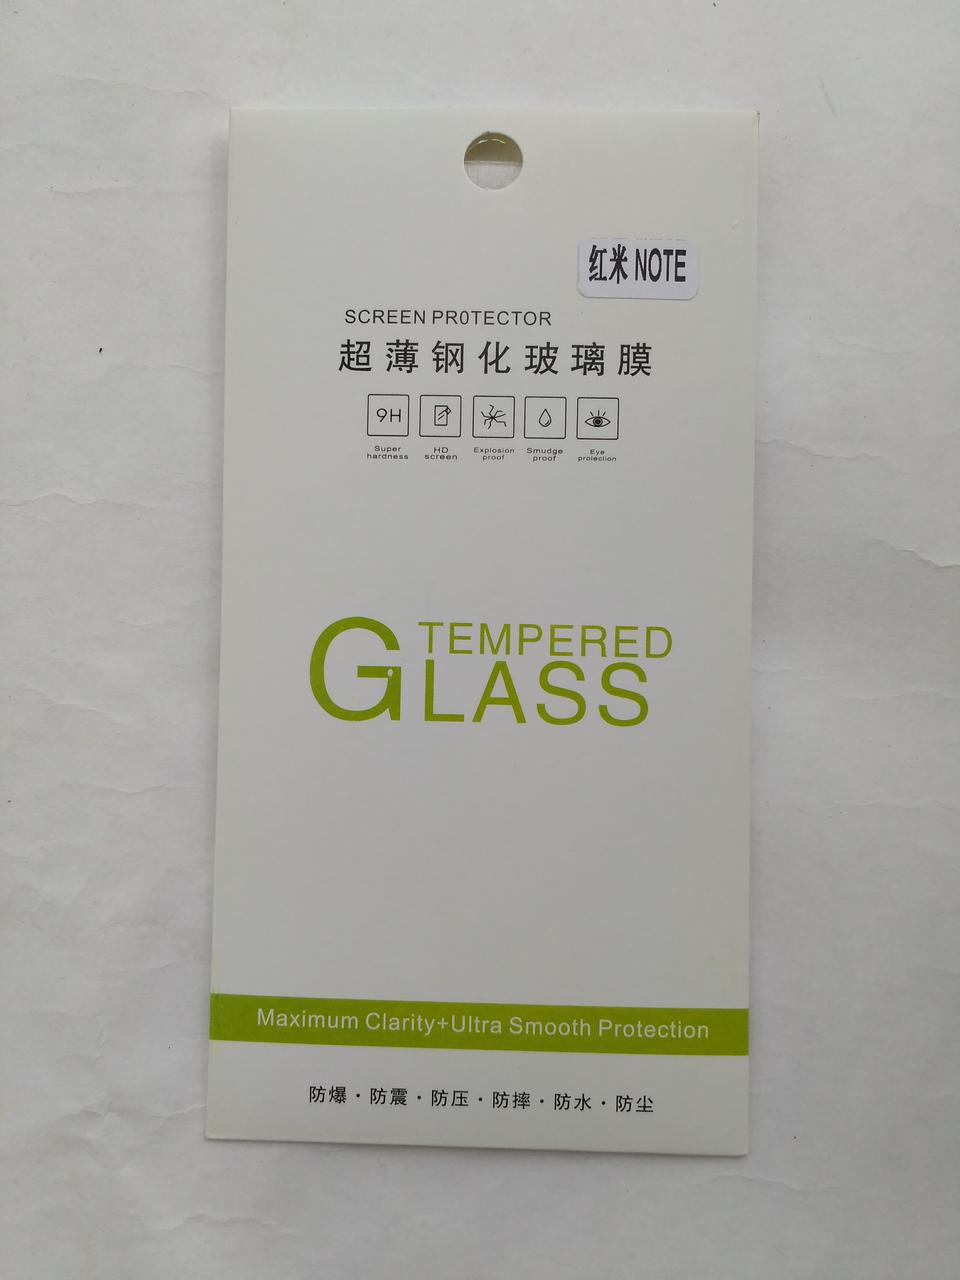 红米 NOTE
SCREEN PR0TECTOR
超薄钢化玻璃膜
9H
Super
hardness
HD
screen
Explosion
proof
Smudge
proof
Eye
protection
TEMPERED
GLASS
Maximum Clarity+Ultra Smooth Protection
防爆·防震·防压·防摔·防水·防尘